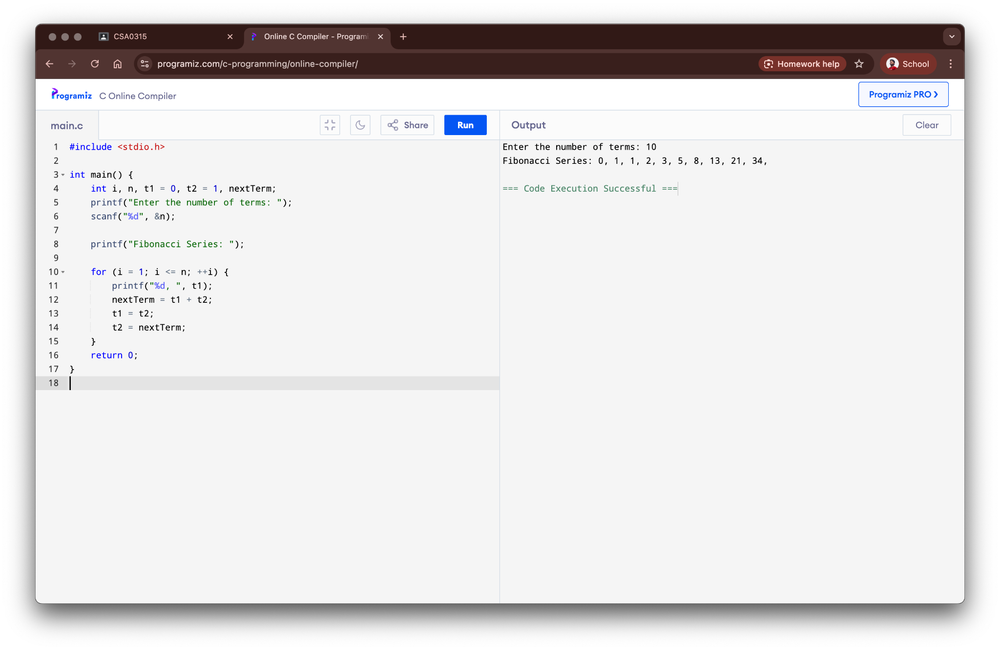 CSA0315
Online C Compiler - Programi
programiz.com/c-programming/online-compiler/
Homework help
School
Programiz C Online Compiler
Programiz PRO ❯
main.c
Share
Run
Output
Clear
1 #include <stdio.h>
2
3 int main() {
4     int i, n, t1 = 0, t2 = 1, nextTerm;
5     printf("Enter the number of terms: ");
6     scanf("%d", &n);
7
8     printf("Fibonacci Series: ");
9
10     for (i = 1; i <= n; ++i) {
11         printf("%d, ", t1);
12         nextTerm = t1 + t2;
13         t1 = t2;
14         t2 = nextTerm;
15     }
16     return 0;
17 }
18
Enter the number of terms: 10
Fibonacci Series: 0, 1, 1, 2, 3, 5, 8, 13, 21, 34,
=== Code Execution Successful ===